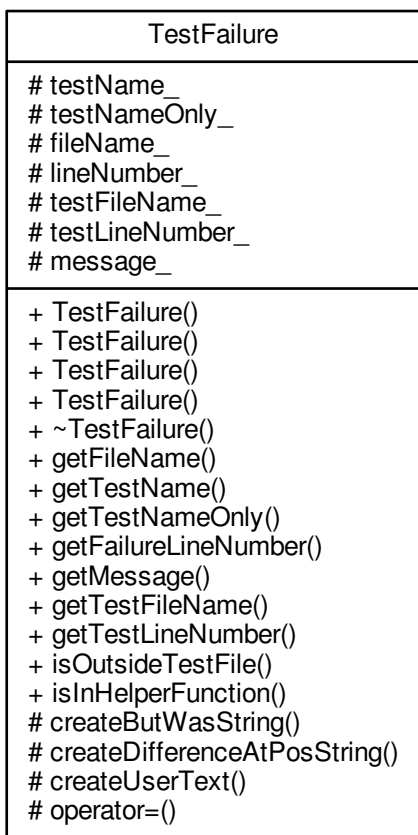 TestFailure
# testName_
# testNameOnly_
# fileName_
# lineNumber_
# testFileName_
# testLineNumber_
# message_
+ TestFailure()
+ TestFailure()
+ TestFailure()
+ TestFailure()
+ ~TestFailure()
+ getFileName()
+ getTestName()
+ getTestNameOnly()
+ getFailureLineNumber()
+ getMessage()
+ getTestFileName()
+ getTestLineNumber()
+ isOutsideTestFile()
+ isInHelperFunction()
# createButWasString()
# createDifferenceAtPosString()
# createUserText()
# operator=()